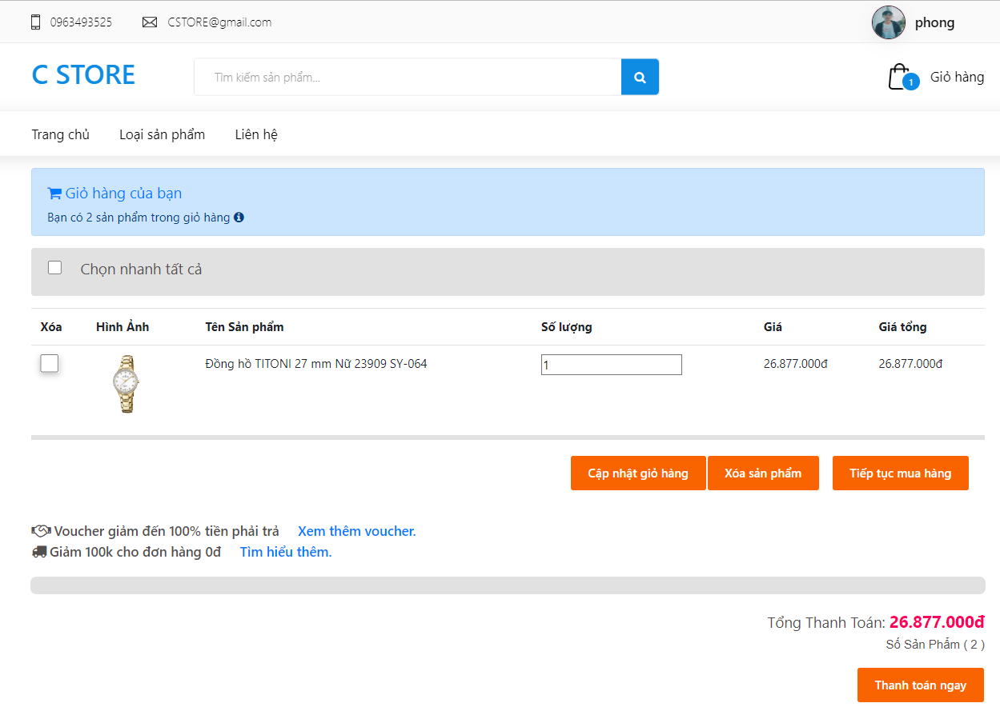 0963493525 CSTORE@gmail.com phong
C STORE Tìm kiếm sản phẩm... 1 Giỏ hàng
Trang chủ Loại sản phẩm Liên hệ
Giỏ hàng của bạn
Bạn có 2 sản phẩm trong giỏ hàng
Chọn nhanh tất cả
Xóa Hình Ảnh Tên Sản phẩm Số lượng Giá Giá tổng
Đồng hồ TITONI 27 mm Nữ 23909 SY-064 1 26.877.000đ 26.877.000đ
Cập nhật giỏ hàng Xóa sản phẩm Tiếp tục mua hàng
Voucher giảm đến 100% tiền phải trả Xem thêm voucher.
Giảm 100k cho đơn hàng 0đ Tìm hiểu thêm.
Tổng Thanh Toán: 26.877.000đ
Số Sản Phẩm ( 2 )
Thanh toán ngay